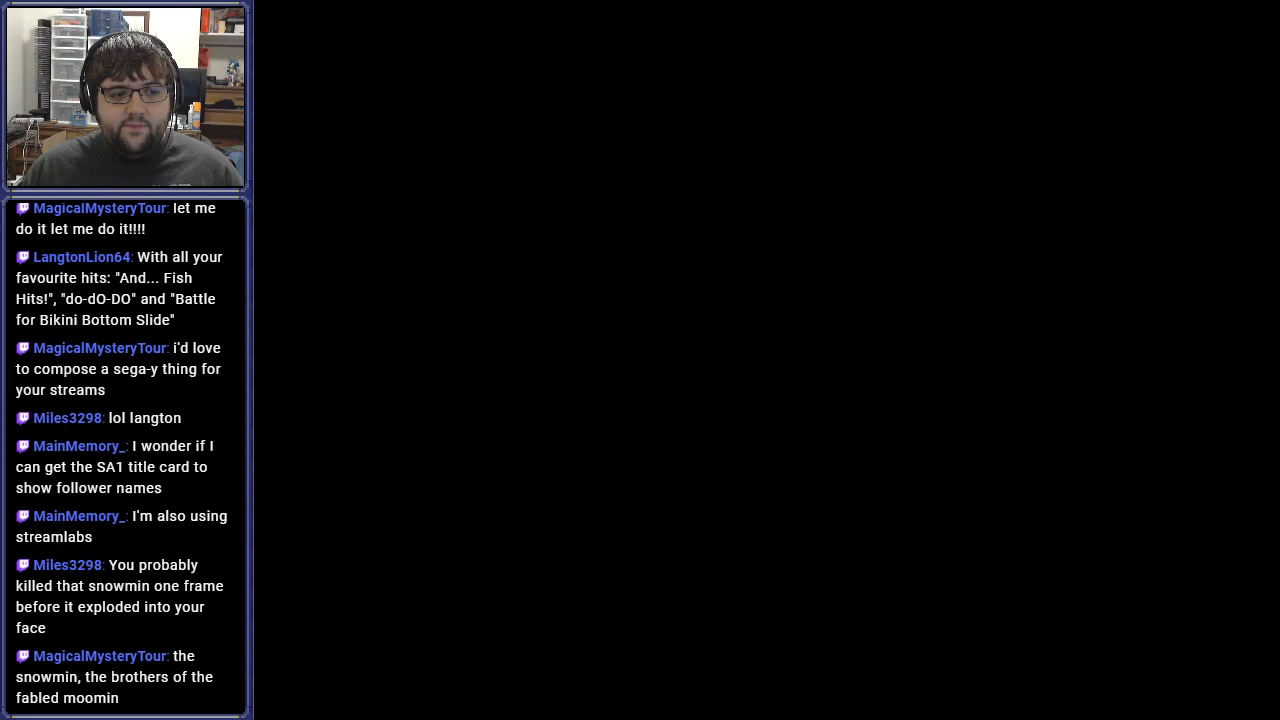 MagicalMysteryTour: let me
do it let me do it!!!!
LangtonLion64: With all your
favourite hits: "And... Fish
Hits!", "do-dO-DO" and "Battle
for Bikini Bottom Slide"
MagicalMysteryTour: i'd love
to compose a sega-y thing for
your streams
Miles3298: lol langton
MainMemory_: I wonder if I
can get the SA1 title card to
show follower names
MainMemory_: I'm also using
streamlabs
Miles3298: You probably
killed that snowmin one frame
before it exploded into your
face
MagicalMysteryTour: the
snowmin, the brothers of the
fabled moomin